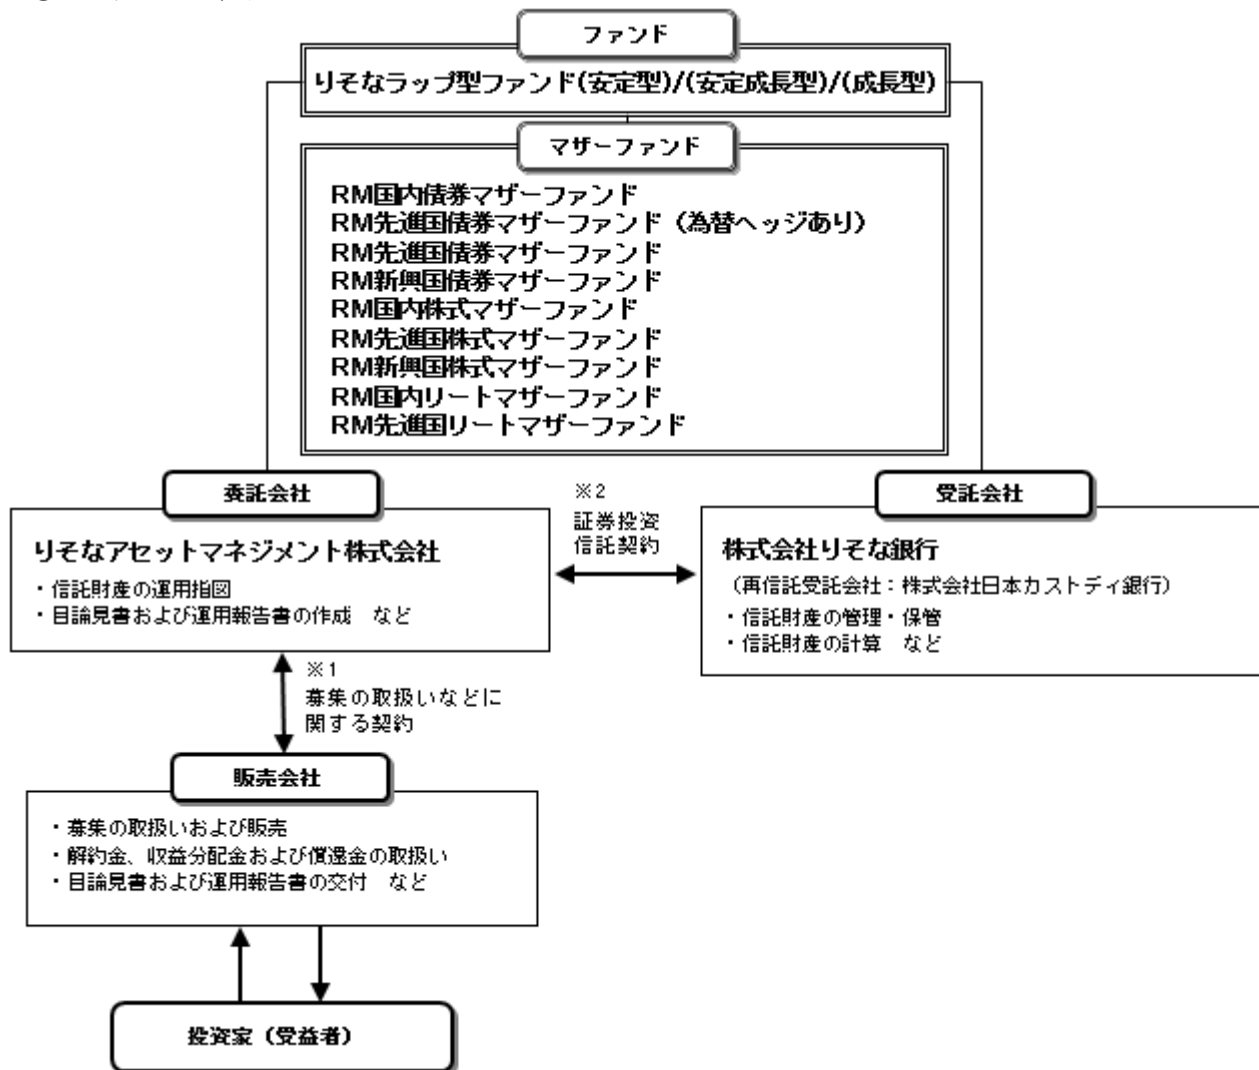 ファンド
りそなラップ型ファンド(安定型)/(安定成長型)/(成長型)
マザーファンド
RM国内債券マザーファンド
RM先進国債券マザーファンド（為替ヘッジあり）
RM先進国債券マザーファンド
RM新興国債券マザーファンド
RM国内株式マザーファンド
RM先進国株式マザーファンド
RM新興国株式マザーファンド
RM国内リートマザーファンド
RM先進国リートマザーファンド
委託会社
りそなアセットマネジメント株式会社
・信託財産の運用指図
・目論見書および運用報告書の作成　など
※2
証券投資
信託契約
受託会社
株式会社りそな銀行
（再信託受託会社：株式会社日本カストディ銀行）
・信託財産の管理・保管
・信託財産の計算　など
※1
募集の取扱いなどに
関する契約
販売会社
・募集の取扱いおよび販売
・解約金、収益分配金および償還金の取扱い
・目論見書および運用報告書の交付　など
投資家（受益者）